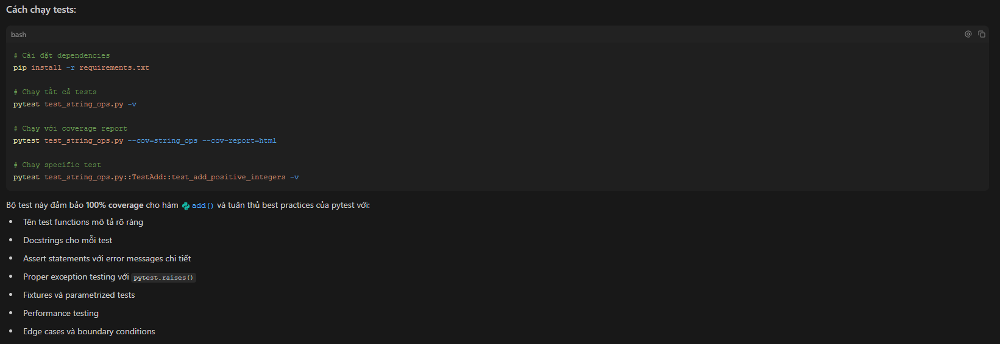 Cách chạy tests:
bash
# Cài đặt dependencies
pip install -r requirements.txt
# Chạy tất cả tests
pytest test_string_ops.py -v
# Chạy với coverage report
pytest test_string_ops.py --cov=string_ops --cov-report=html
# Chạy specific test
pytest test_string_ops.py::TestAdd::test_add_positive_integers -v
Bộ test này đảm bảo 100% coverage cho hàm add() và tuân thủ best practices của pytest với:
• Tên test functions mô tả rõ ràng
• Docstrings cho mỗi test
• Assert statements với error messages chi tiết
• Proper exception testing với pytest.raises()
• Fixtures và parametrized tests
• Performance testing
• Edge cases và boundary conditions